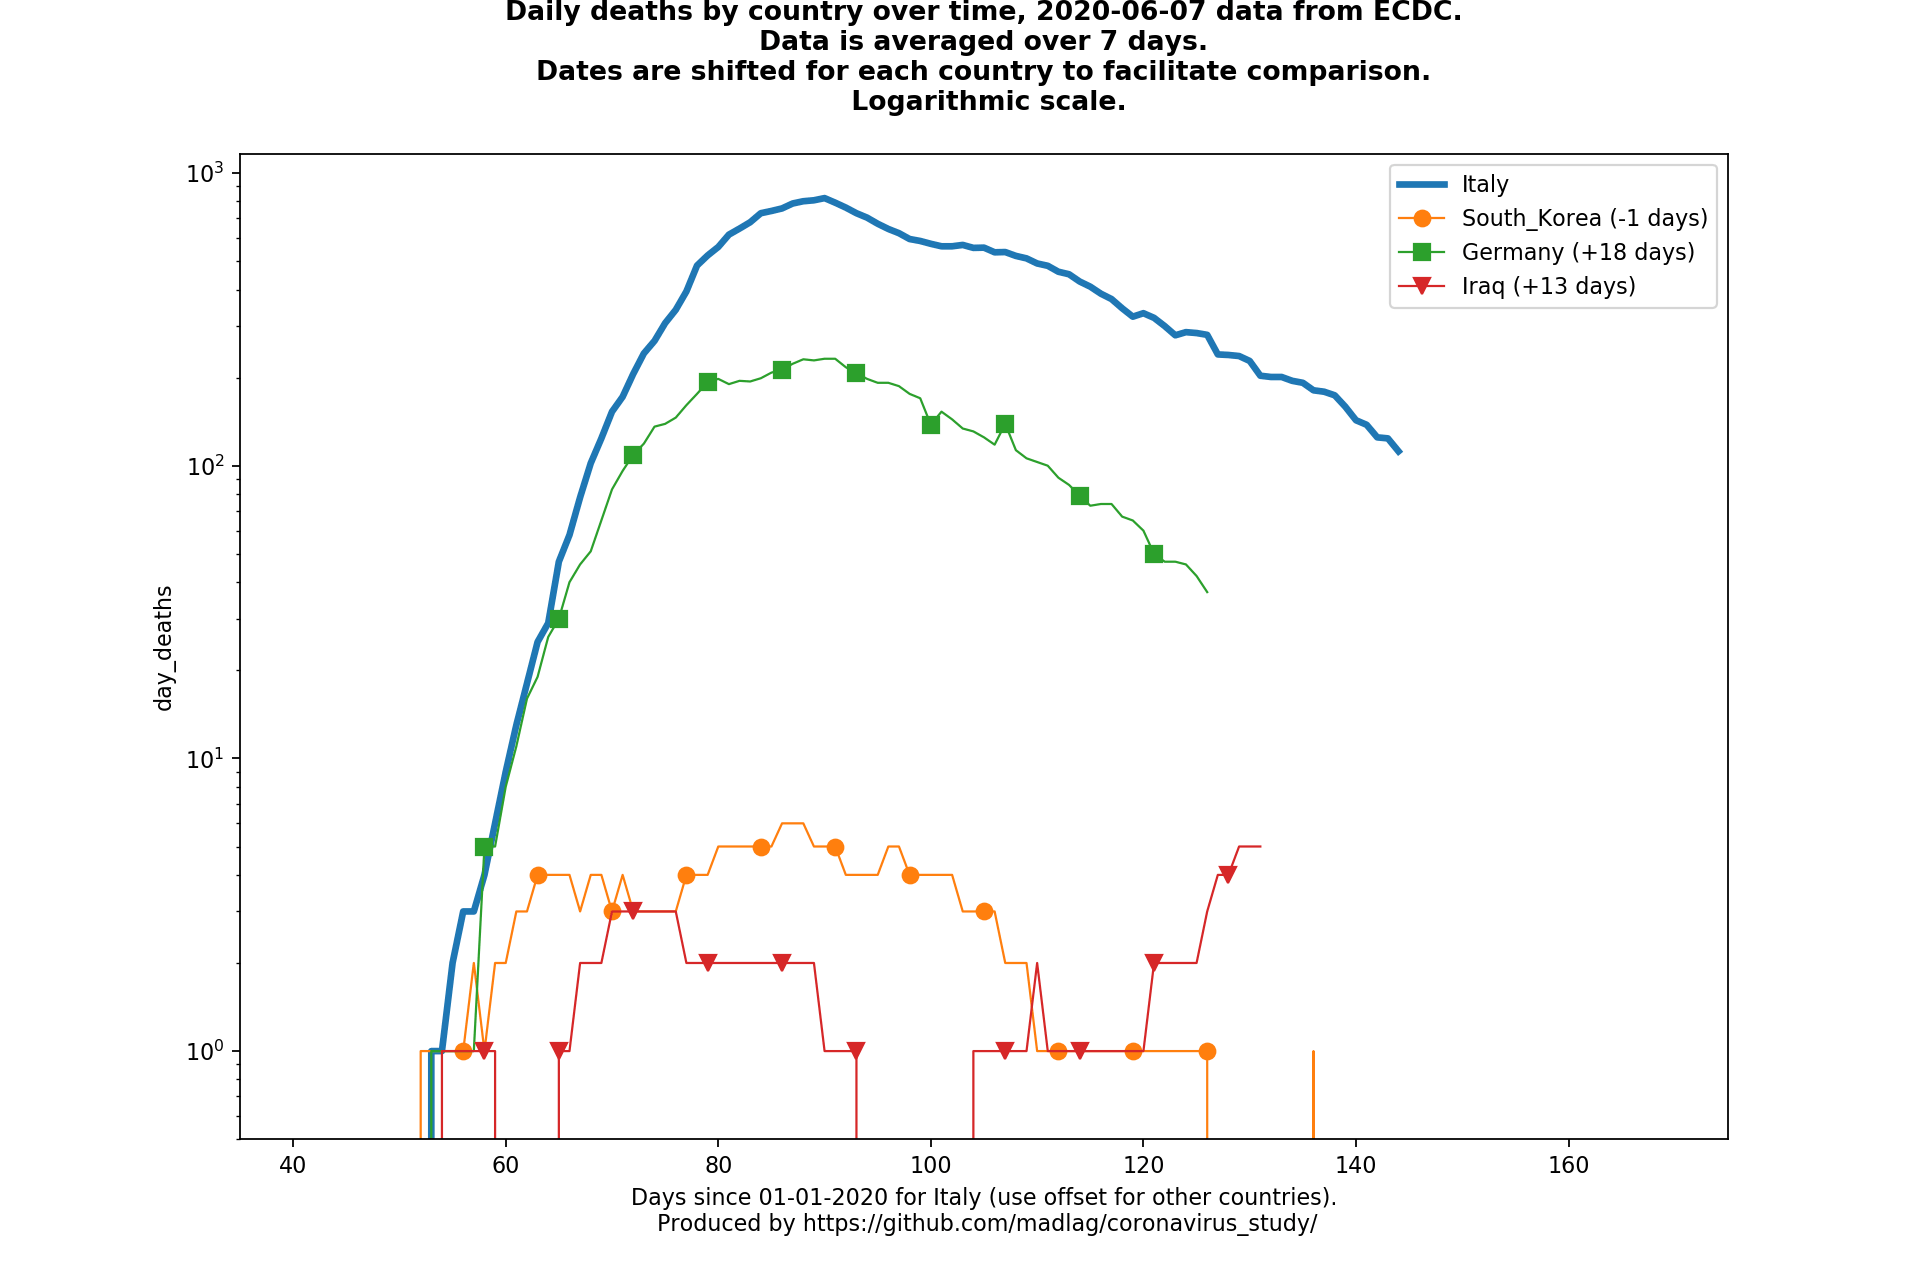 Daily deaths by country over time, 2020-06-07 data from ECDC.
Data is averaged over 7 days.
Dates are shifted for each country to facilitate comparison.
Logarithmic scale.
10³
10²
10¹
10⁰
day_deaths
Italy
South_Korea (-1 days)
Germany (+18 days)
Iraq (+13 days)
40 60 80 100 120 140 160
Days since 01-01-2020 for Italy (use offset for other countries).
Produced by https://github.com/madlag/coronavirus_study/